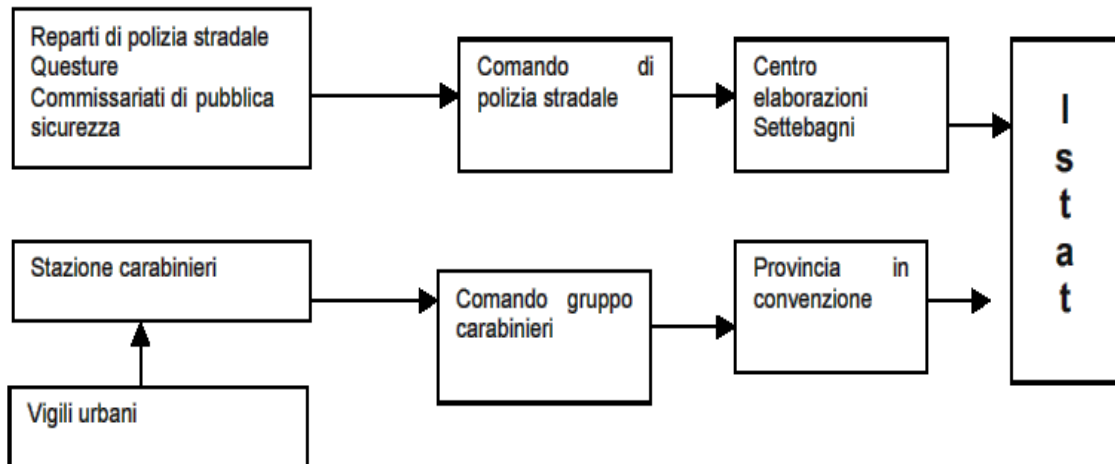 Reparti di polizia stradale
Questure
Commissariati di pubblica
sicurezza
Comando di
polizia stradale
Centro
elaborazioni
Settebagni
I
s
t
a
t
Stazione carabinieri
Comando gruppo
carabinieri
Provincia in
convenzione
Vigili urbani